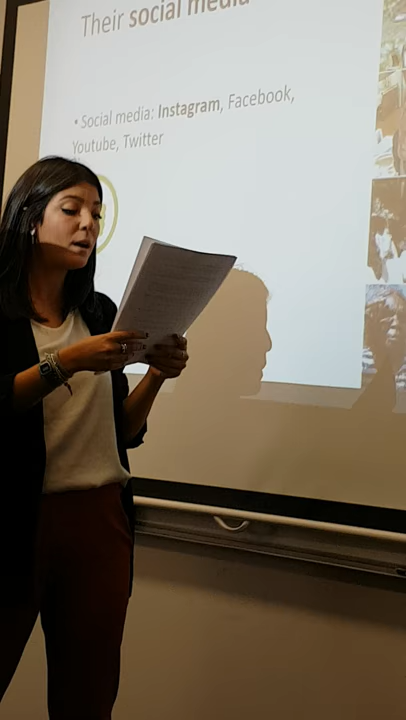 Their social media
• Social media: Instagram, Facebook,
Youtube, Twitter